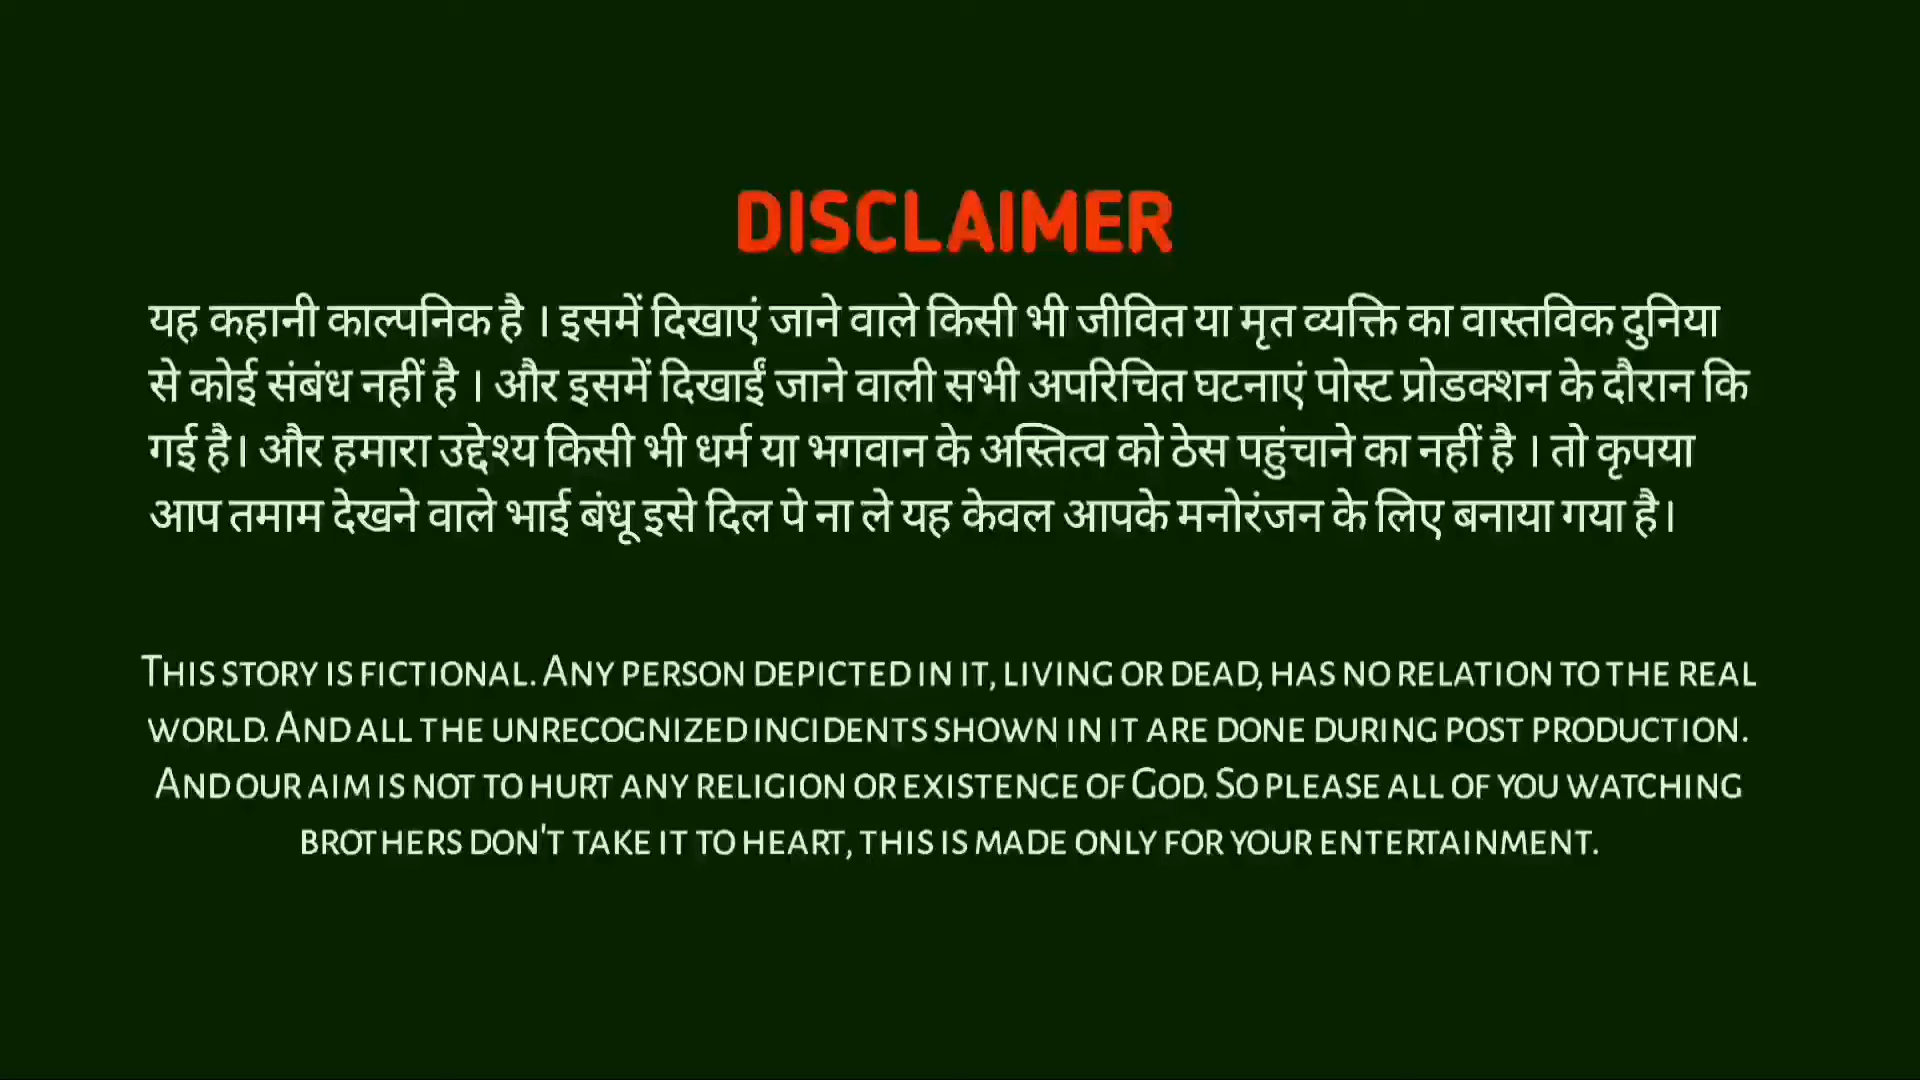 DISCLAIMER
यह कहानी काल्पनिक है । इसमें दिखाएं जाने वाले किसी भी जीवित या मृत व्यक्ति का वास्तविक दुनिया
से कोई संबंध नहीं है । और इसमें दिखाईं जाने वाली सभी अपरिचित घटनाएं पोस्ट प्रोडक्शन के दौरान कि
गई है। और हमारा उद्देश्य किसी भी धर्म या भगवान के अस्तित्व को ठेस पहुंचाने का नहीं है । तो कृपया
आप तमाम देखने वाले भाई बंधू इसे दिल पे ना ले यह केवल आपके मनोरंजन के लिए बनाया गया है।
This story is fictional. Any person depicted in it, living or dead, has no relation to the real
world. And all the unrecognized incidents shown in it are done during post production.
And our aim is not to hurt any religion or existence of God. So please all of you watching
brothers don't take it to heart, this is made only for your entertainment.